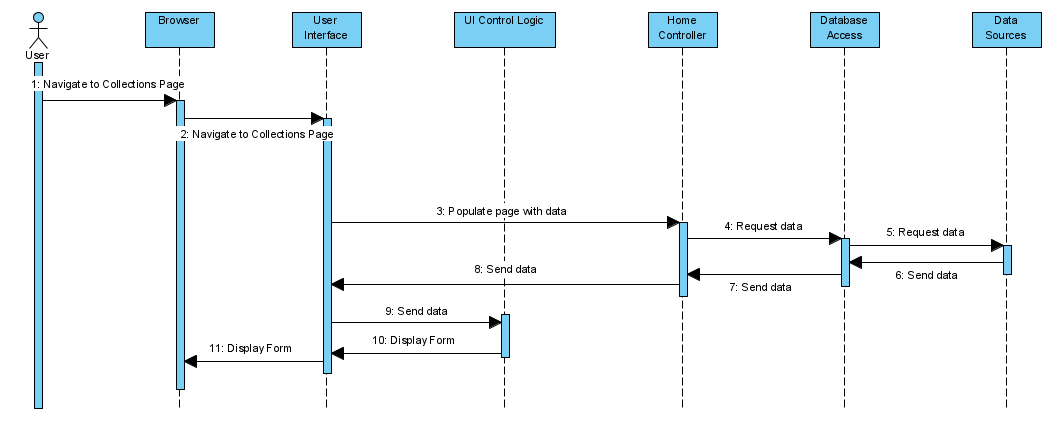 Browser
User
Interface
UI Control Logic
Home
Controller
Database
Access
Data
Sources
User
1: Navigate to Collections Page
2: Navigate to Collections Page
3: Populate page with data
4: Request data
5: Request data
6: Send data
7: Send data
8: Send data
9: Send data
10: Display Form
11: Display Form